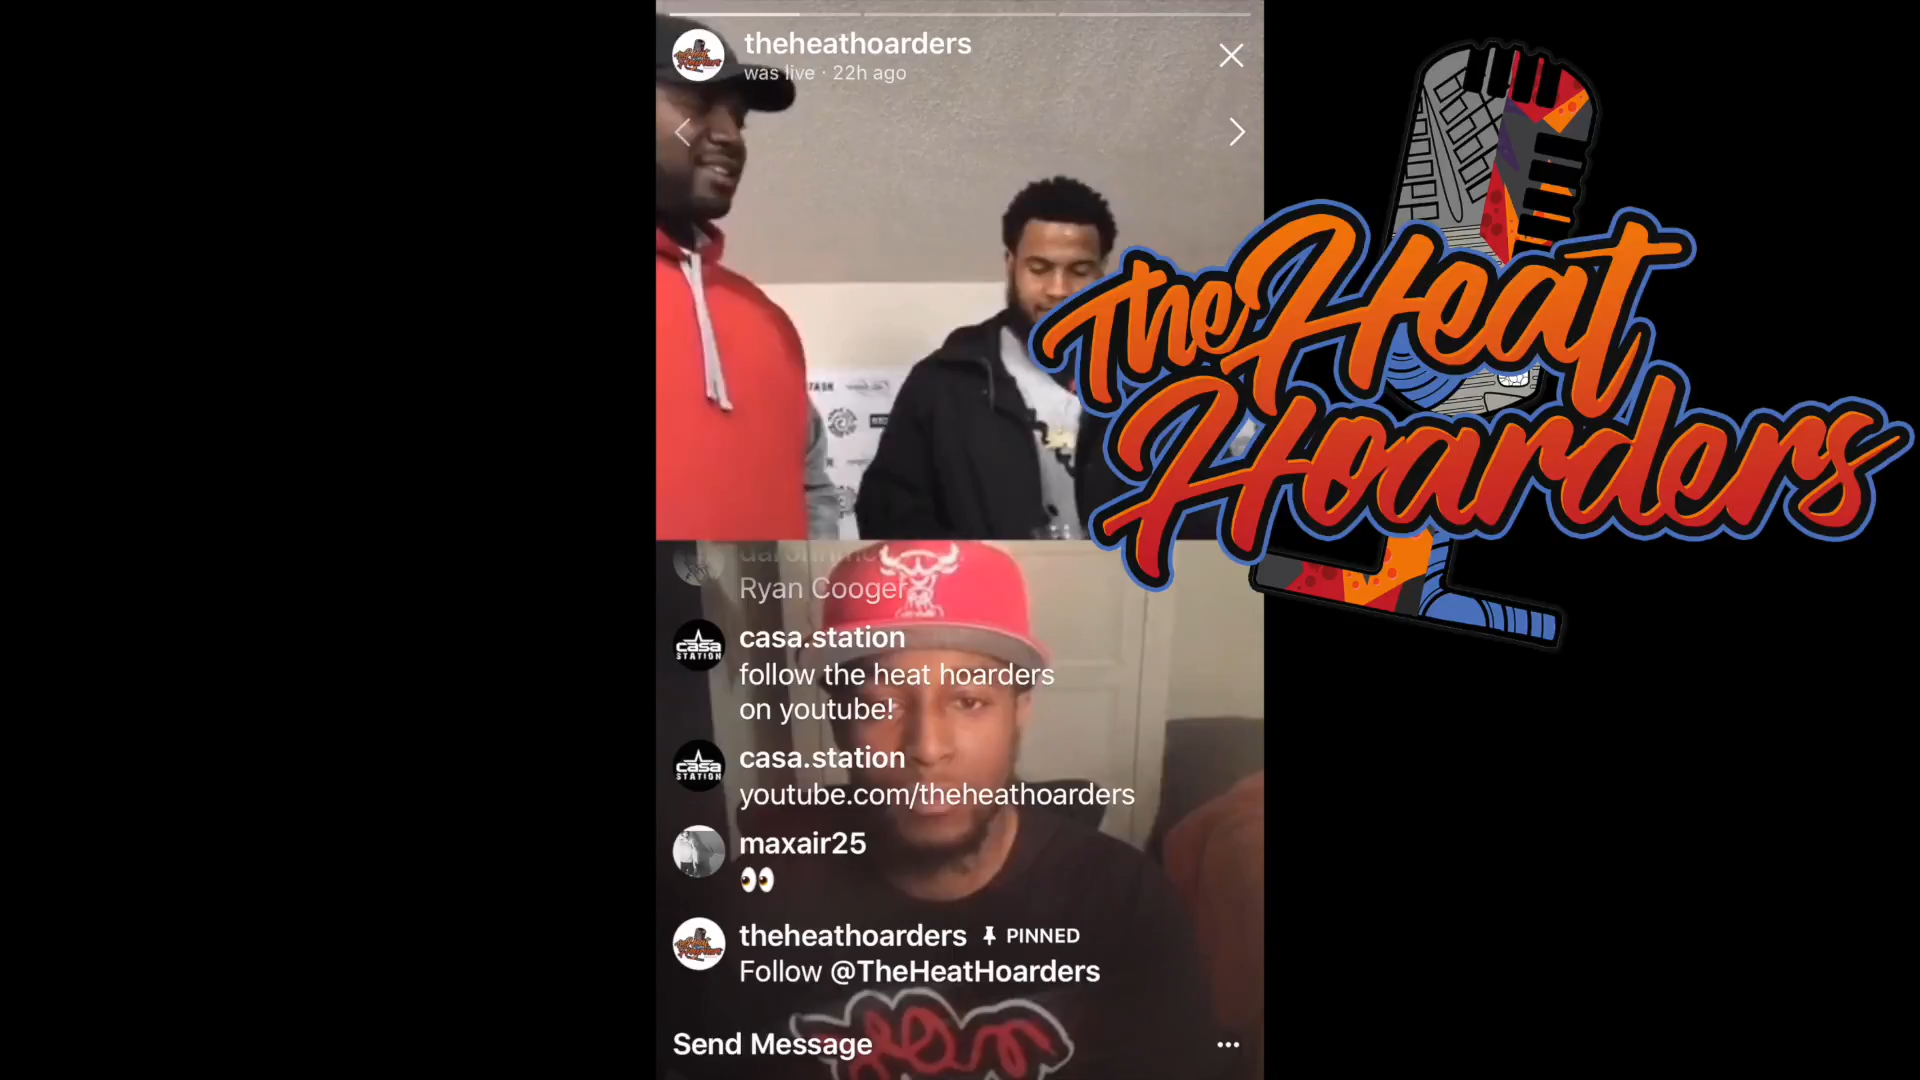 theheathoarders
was live · 22h ago
The Heat
Hoarders
Ryan Cooger
casa.station
follow the heat hoarders
on youtube!
casa.station
youtube.com/theheathoarders
maxair25
👀
theheathoarders PINNED
Follow @TheHeatHoarders
Send Message